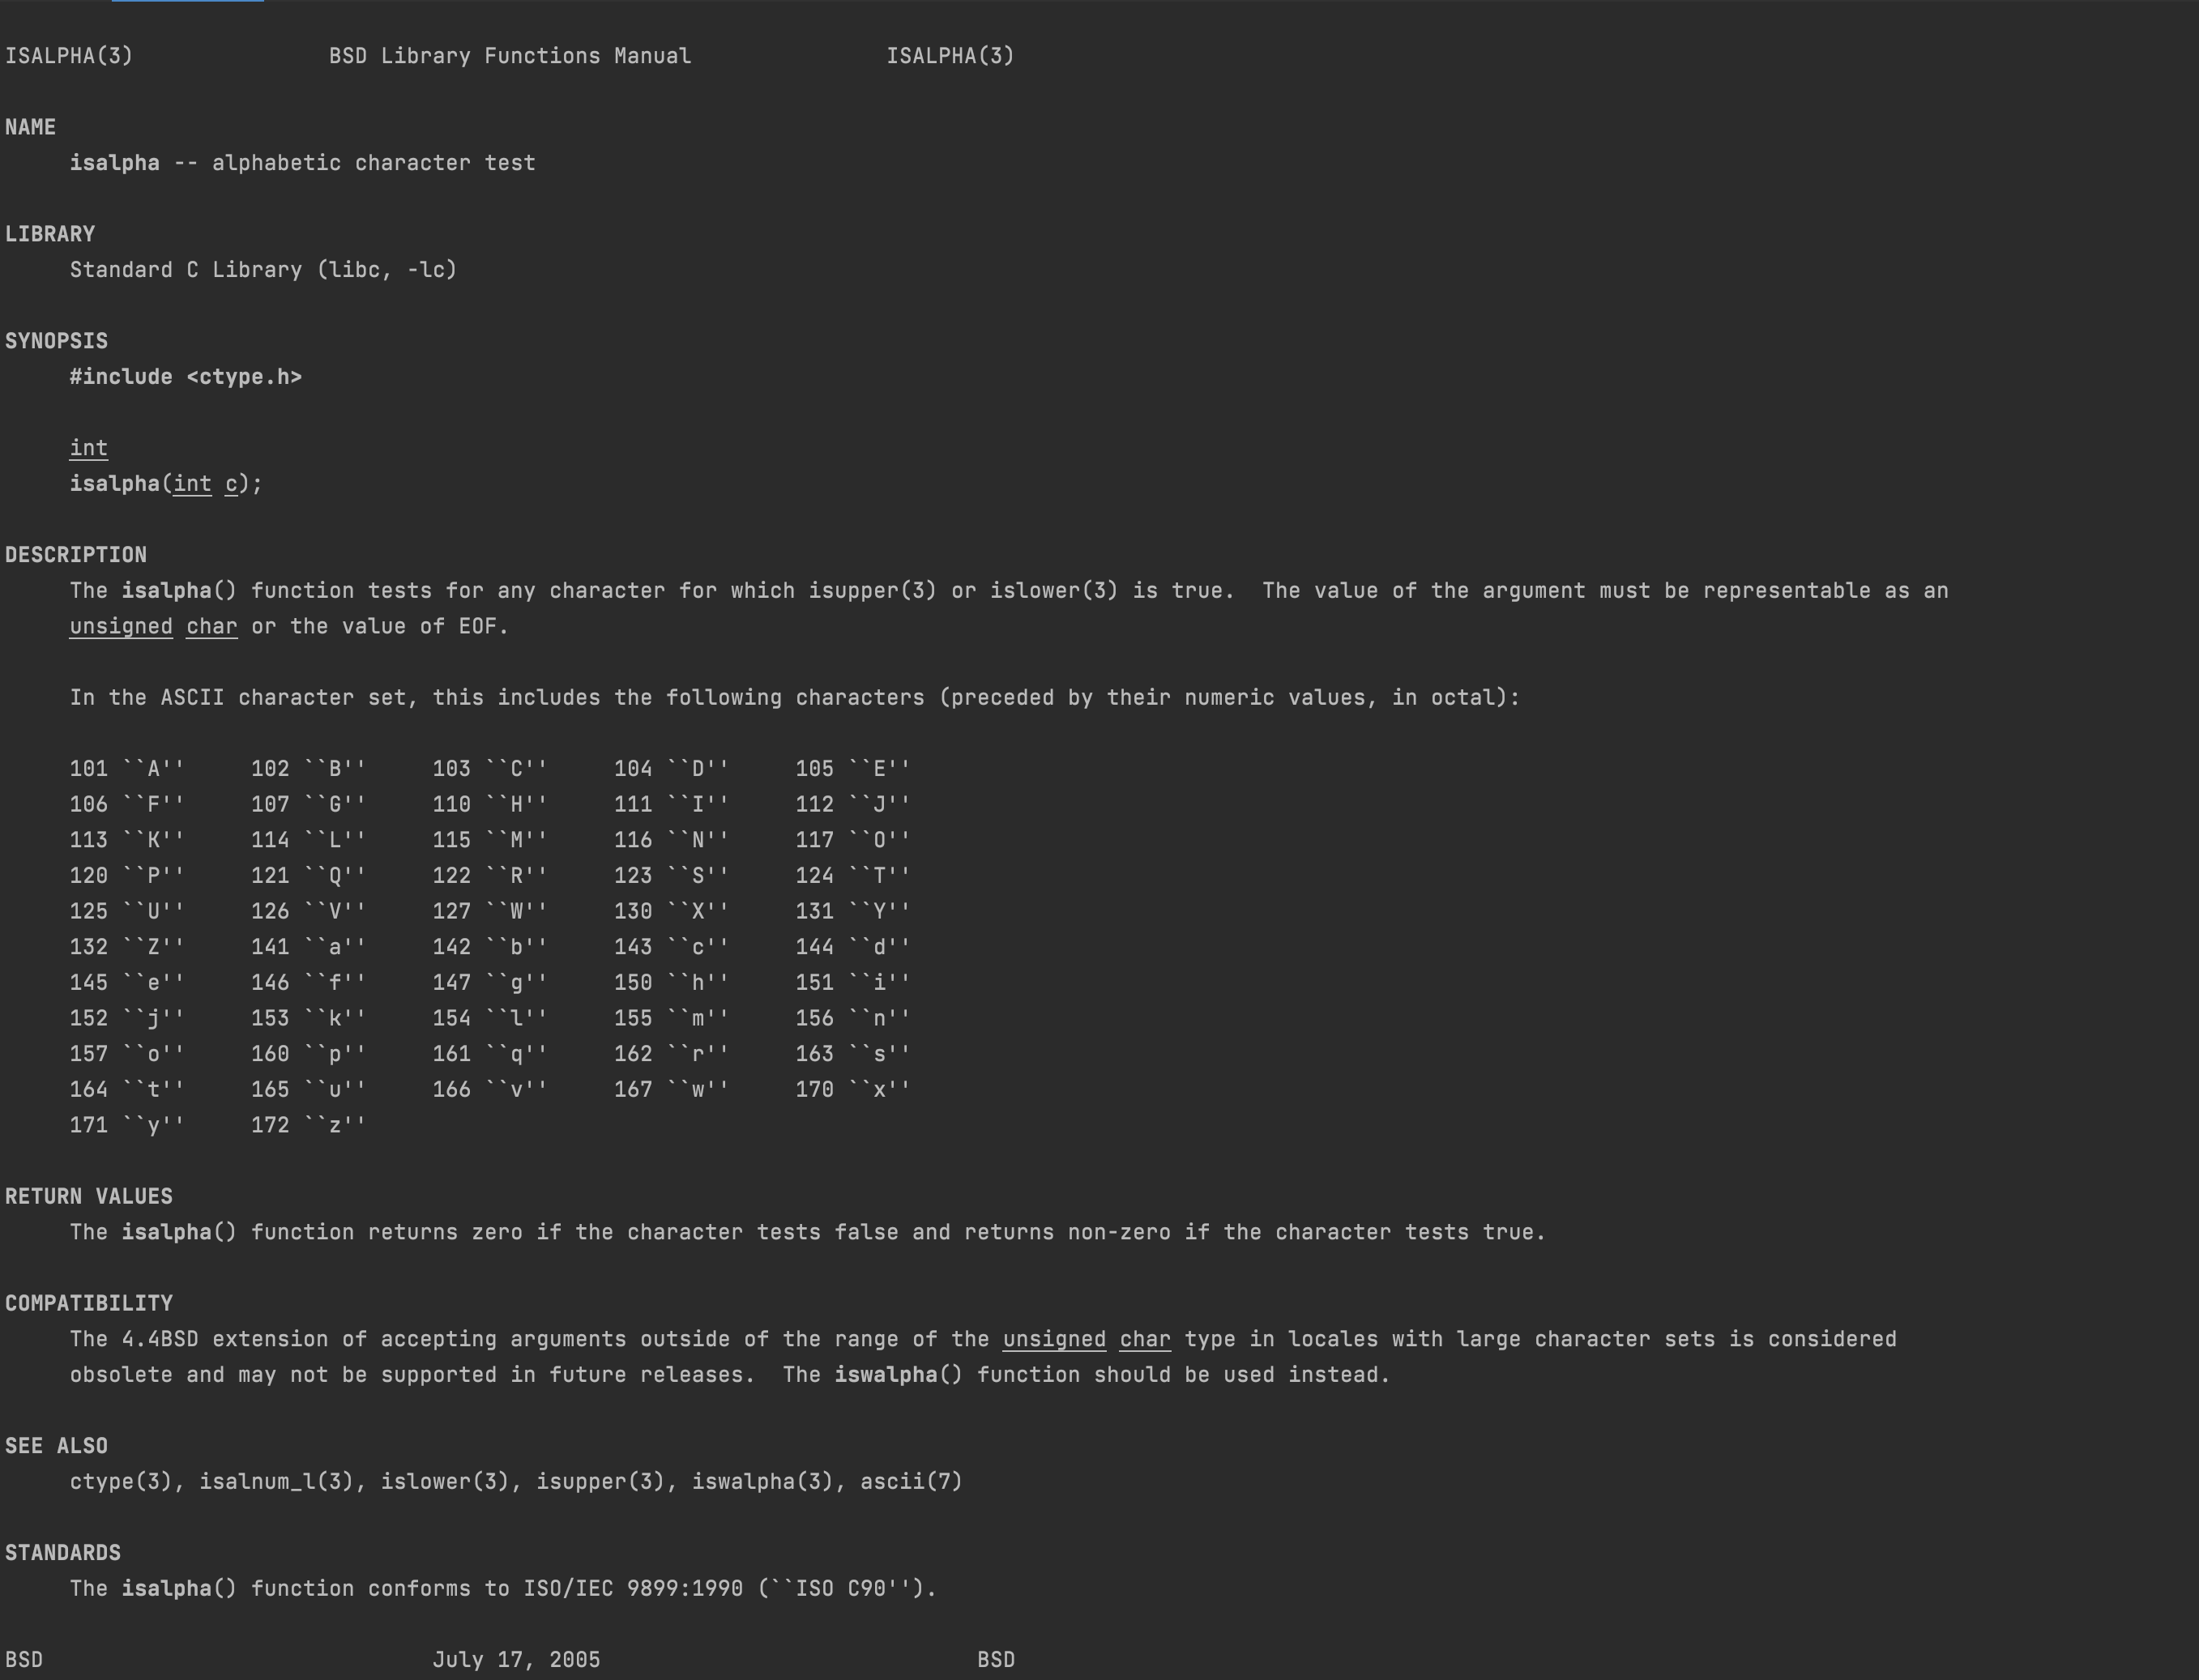 ISALPHA(3)               BSD Library Functions Manual               ISALPHA(3)

NAME
     isalpha -- alphabetic character test

LIBRARY
     Standard C Library (libc, -lc)

SYNOPSIS
     #include <ctype.h>

     int
     isalpha(int c);

DESCRIPTION
     The isalpha() function tests for any character for which isupper(3) or islower(3) is true.  The value of the argument must be representable as an
     unsigned char or the value of EOF.

     In the ASCII character set, this includes the following characters (preceded by their numeric values, in octal):

     101 ``A''     102 ``B''     103 ``C''     104 ``D''     105 ``E''
     106 ``F''     107 ``G''     110 ``H''     111 ``I''     112 ``J''
     113 ``K''     114 ``L''     115 ``M''     116 ``N''     117 ``O''
     120 ``P''     121 ``Q''     122 ``R''     123 ``S''     124 ``T''
     125 ``U''     126 ``V''     127 ``W''     130 ``X''     131 ``Y''
     132 ``Z''     141 ``a''     142 ``b''     143 ``c''     144 ``d''
     145 ``e''     146 ``f''     147 ``g''     150 ``h''     151 ``i''
     152 ``j''     153 ``k''     154 ``l''     155 ``m''     156 ``n''
     157 ``o''     160 ``p''     161 ``q''     162 ``r''     163 ``s''
     164 ``t''     165 ``u''     166 ``v''     167 ``w''     170 ``x''
     171 ``y''     172 ``z''

RETURN VALUES
     The isalpha() function returns zero if the character tests false and returns non-zero if the character tests true.

COMPATIBILITY
     The 4.4BSD extension of accepting arguments outside of the range of the unsigned char type in locales with large character sets is considered
     obsolete and may not be supported in future releases.  The iswalpha() function should be used instead.

SEE ALSO
     ctype(3), isalnum_l(3), islower(3), isupper(3), iswalpha(3), ascii(7)

STANDARDS
     The isalpha() function conforms to ISO/IEC 9899:1990 (``ISO C90'').

BSD                              July 17, 2005                             BSD